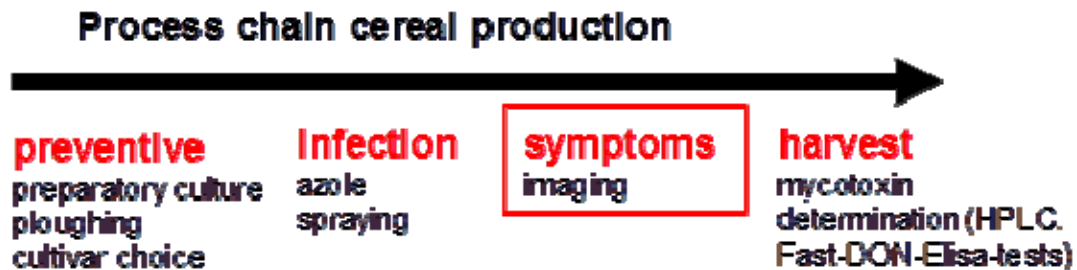 Process chain cereal production
preventive
preparatory culture
ploughing
cultivar choice
infection
azole
spraying
symptoms
imaging
harvest
mycotoxin
determination (HPLC.
Fast-DON-Elisa-tests)